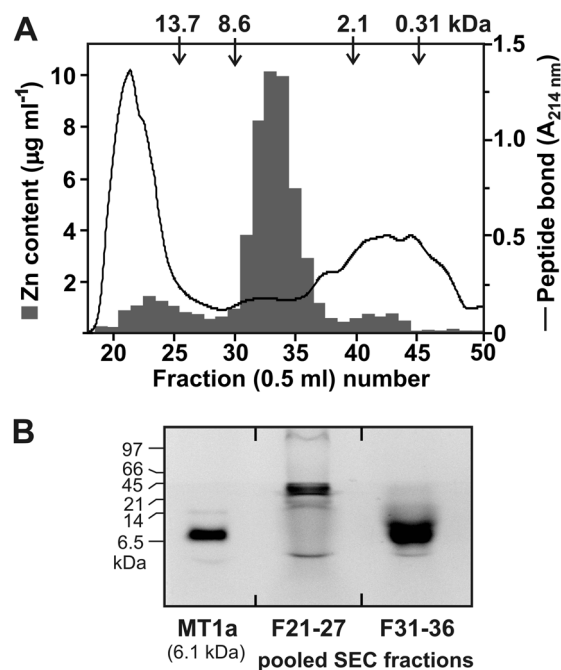 A
13.7 8.6 2.1 0.31 kDa
Zn content (µg ml-1)
10
8
6
4
2
1.5
1.0
0.5
0
Peptide bond (A214 nm)
20 25 30 35 40 45 50
Fraction (0.5 ml) number
B
97
66
45
21
14
6.5
kDa
MT1a F21-27 F31-36
(6.1 kDa) pooled SEC fractions